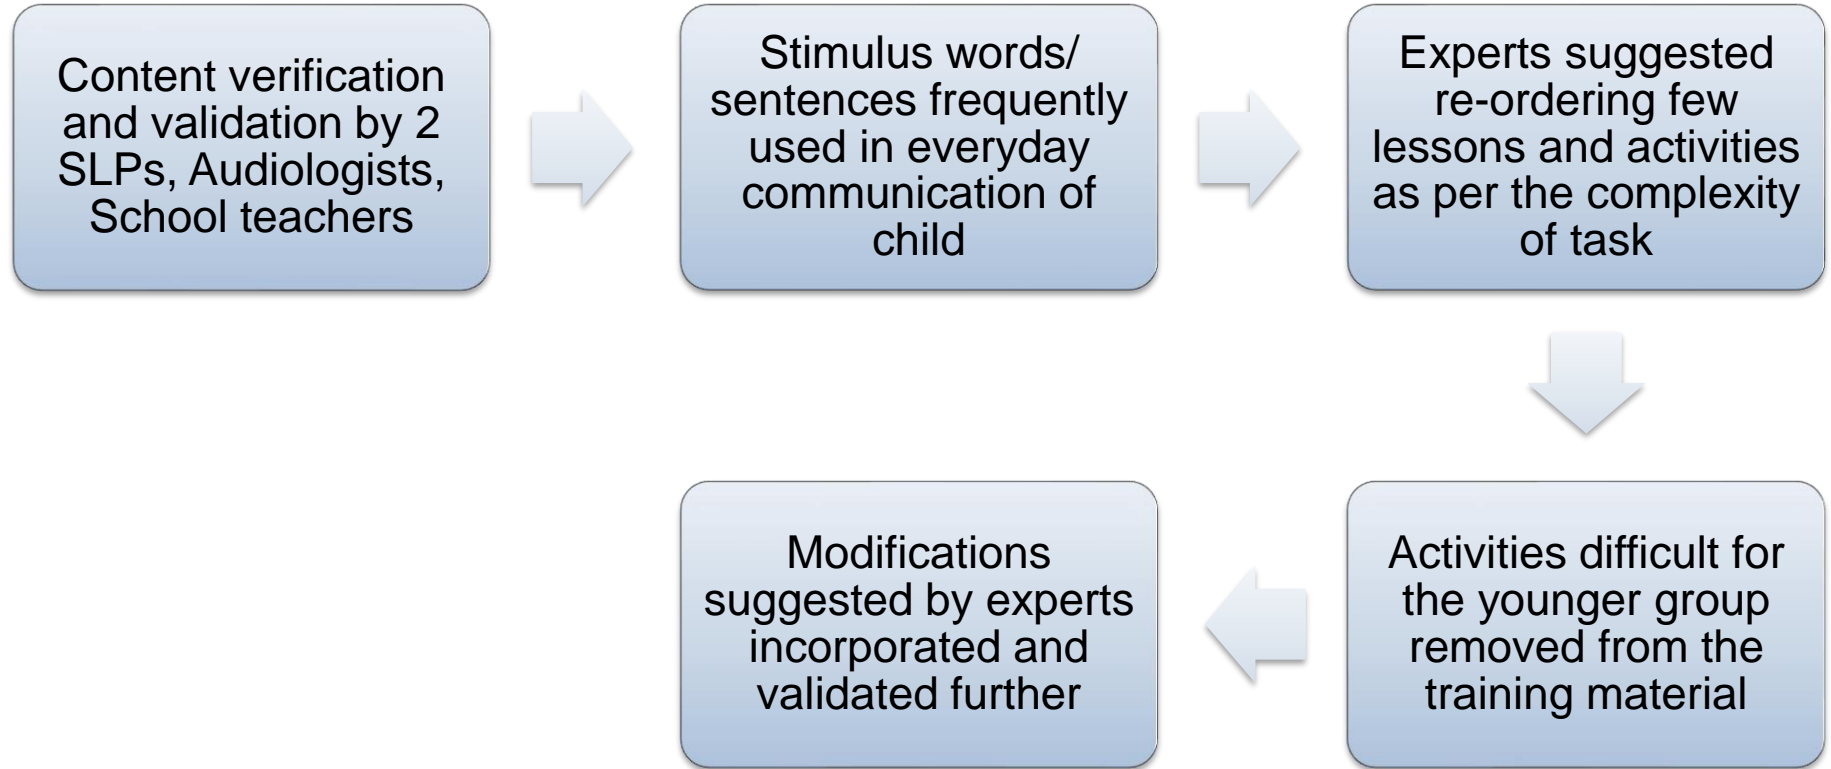 Content verification
and validation by 2
SLPs, Audiologists,
School teachers
Stimulus words/
sentences frequently
used in everyday
communication of
child
Experts suggested
re-ordering few
lessons and activities
as per the complexity
of task
Activities difficult for
the younger group
removed from the
training material
Modifications
suggested by experts
incorporated and
validated further